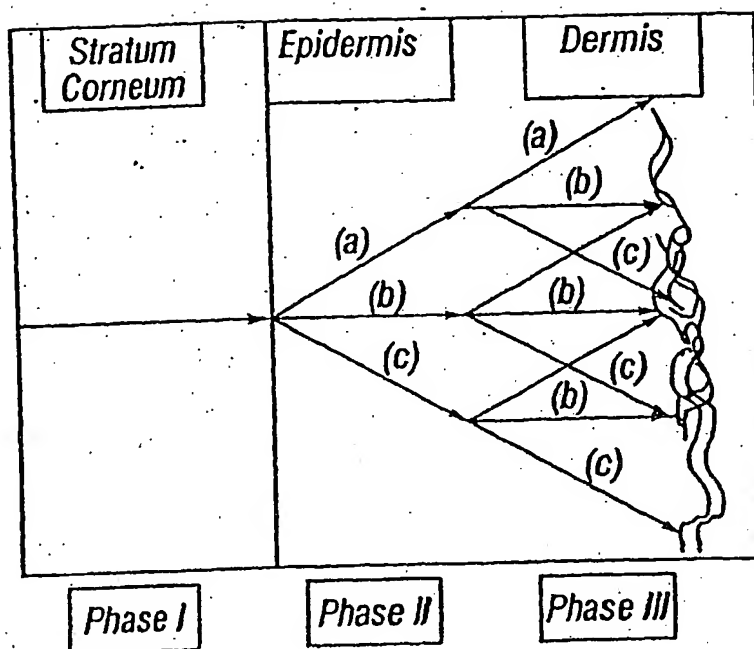 Stratum
Corneum
Epidermis
Dermis
(a)
(b)
(a)
(c)
(b)
(b)
(c)
(c)
(b)
(c)
Phase I
Phase II
Phase III